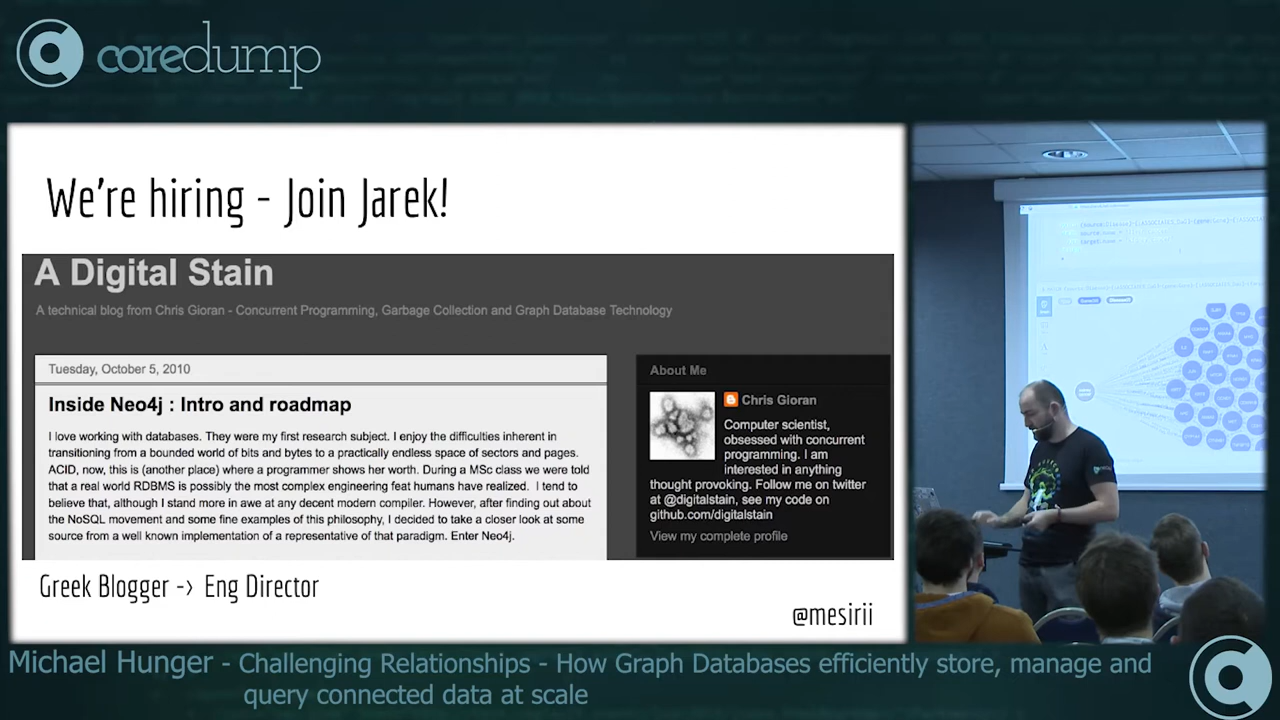 coredump
We're hiring - Join Jarek!
A Digital Stain
A technical blog from Chris Gioran - Concurrent Programming, Garbage Collection and Graph Database Technology
Tuesday, October 5, 2010
Inside Neo4j : Intro and roadmap
I love working with databases. They were my first research subject. I enjoy the difficulties inherent in
transitioning from a bounded world of bits and bytes to a practically endless space of sectors and pages.
ACID, now, this is (another place) where a programmer shows her worth. During a MSc class we were told
that a real world RDBMS is possibly the most complex engineering feat humans have realized. I tend to
believe that, although I stand more in awe at any decent modern compiler. However, after finding out about
the NoSQL movement and some fine examples of this philosophy, I decided to take a closer look at some
source from a well known implementation of a representative of that paradigm. Enter Neo4j.
About Me
Chris Gioran
Computer scientist,
obsessed with concurrent
programming. I am
interested in anything
thought provoking. Follow me on twitter
at @digitalstain, see my code on
github.com/digitalstain
View my complete profile
Greek Blogger -> Eng Director
@mesirii
Michael Hunger - Challenging Relationships - How Graph Databases efficiently store, manage and
query connected data at scale